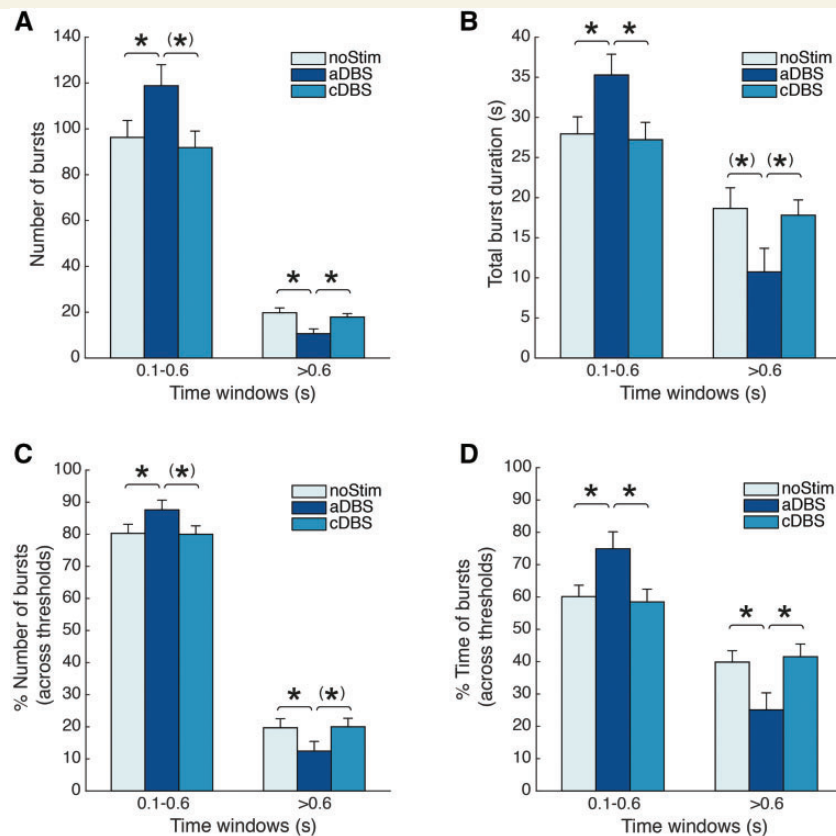 A
Number of bursts
140
120
100
80
60
40
20
0
* (*)
* *
noStim
aDBS
cDBS
0.1-0.6 >0.6
Time windows (s)
B
Total burst duration (s)
40
35
30
25
20
15
10
5
0
* *
(*) (*)
noStim
aDBS
cDBS
0.1-0.6 >0.6
Time windows (s)
C
% Number of bursts
(across thresholds)
100
90
80
70
60
50
40
30
20
10
0
* (*)
* (*)
noStim
aDBS
cDBS
0.1-0.6 >0.6
Time windows (s)
D
% Time of bursts
(across thresholds)
100
90
80
70
60
50
40
30
20
10
0
* *
* *
noStim
aDBS
cDBS
0.1-0.6 >0.6
Time windows (s)